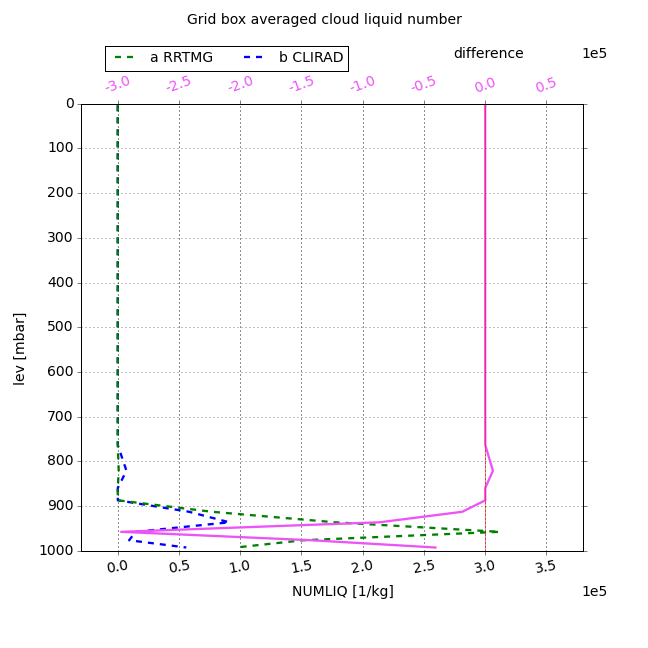 Grid box averaged cloud liquid number
a RRTMG b CLIRAD difference 1e5
-3.0 -2.5 -2.0 -1.5 -1.0 -0.5 0.0 0.5
0
100
200
300
400
500
600
700
800
900
1000
lev [mbar]
0.0 0.5 1.0 1.5 2.0 2.5 3.0 3.5
NUMLIQ [1/kg] 1e5